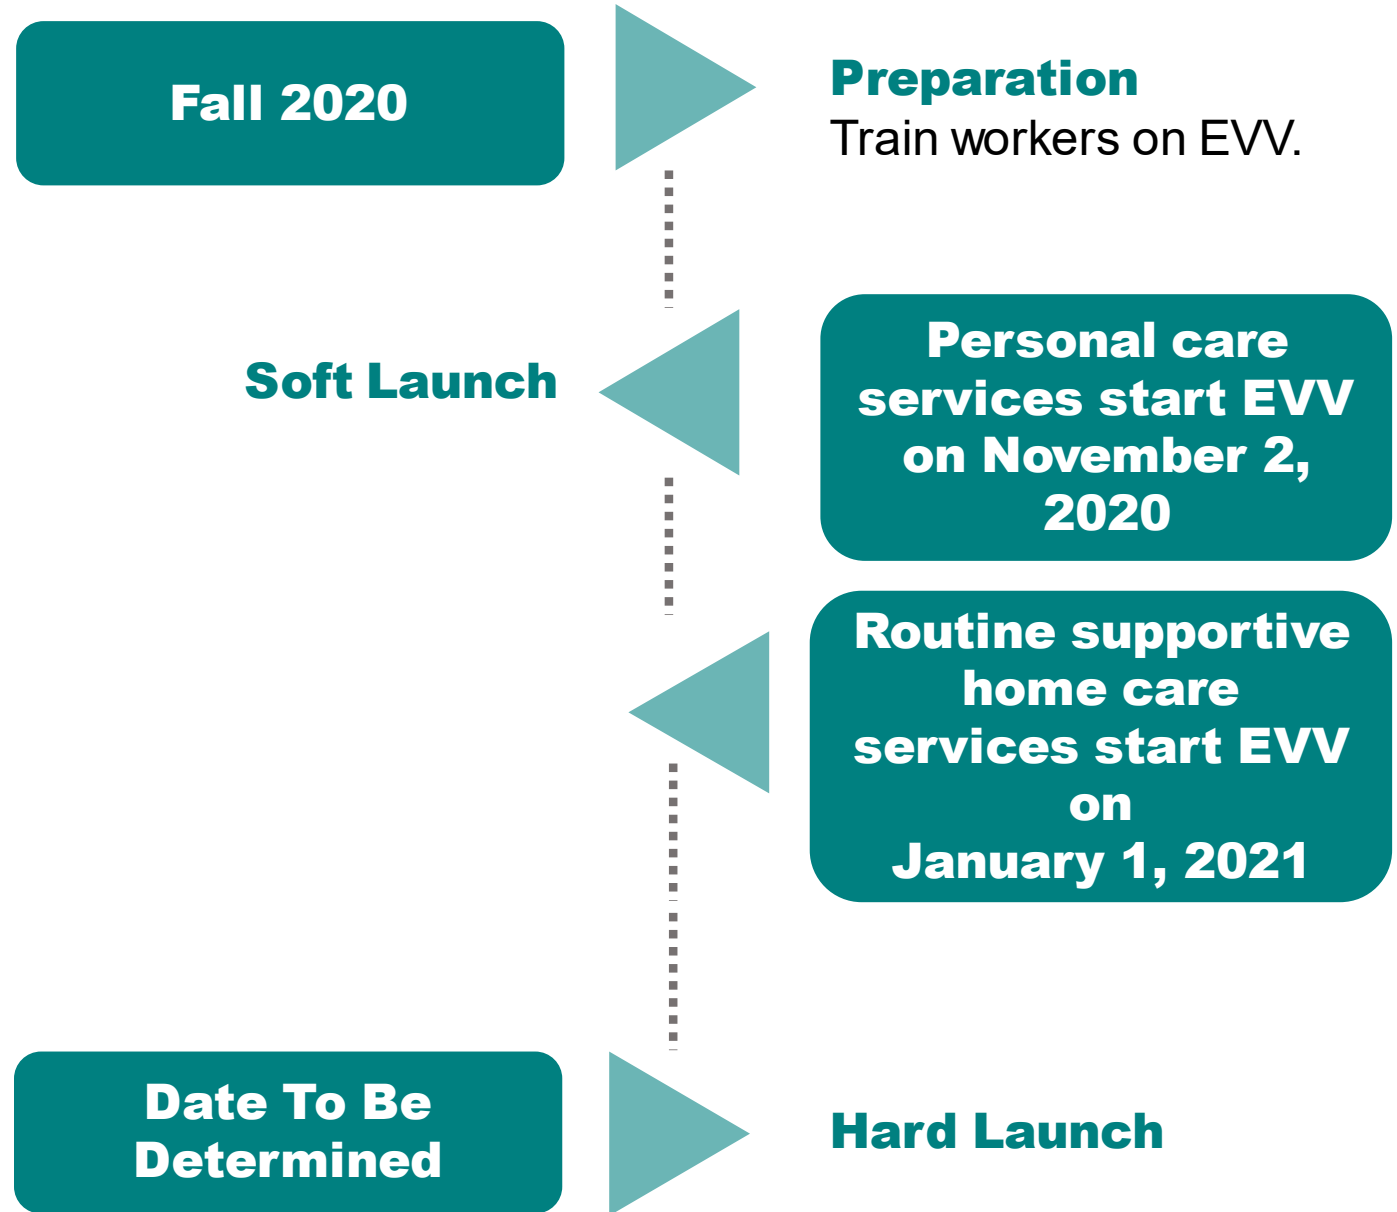 Fall 2020
Preparation
Train workers on EVV.
Soft Launch
Personal care
services start EVV
on November 2,
2020
Routine supportive
home care
services start EVV
on
January 1, 2021
Date To Be
Determined
Hard Launch